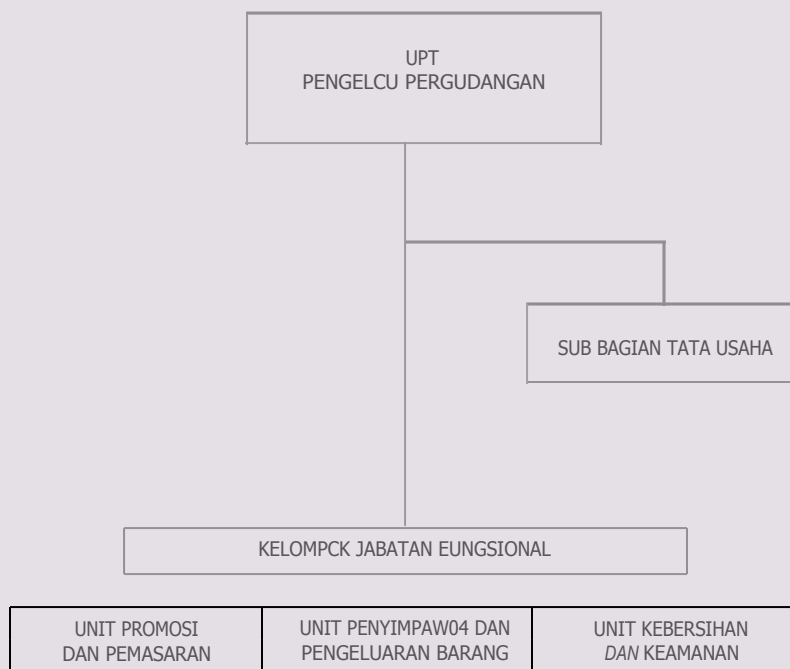 UPT
PENGELCU PERGUDANGAN
SUB BAGIAN TATA USAHA
KELOMPCK JABATAN EUNGSIONAL
UNIT PROMOSI
DAN PEMASARAN
UNIT PENYIMPAW04 DAN
PENGELUARAN BARANG
UNIT KEBERSIHAN
DAN KEAMANAN